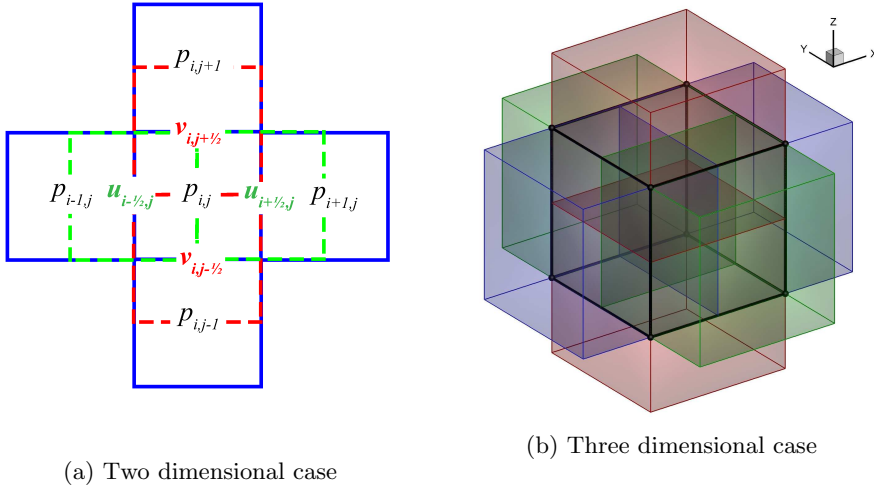 p_{i,j+1}
v_{i,j+½}
p_{i-1,j} u_{i-½,j} p_{i,j} u_{i+½,j} p_{i+1,j}
v_{i,j-½}
p_{i,j-1}
(a) Two dimensional case
Z
Y
X
(b) Three dimensional case